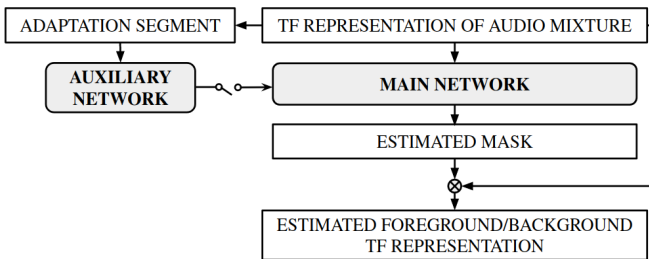 ADAPTATION SEGMENT
TF REPRESENTATION OF AUDIO MIXTURE
AUXILIARY
NETWORK
MAIN NETWORK
ESTIMATED MASK
ESTIMATED FOREGROUND/BACKGROUND
TF REPRESENTATION